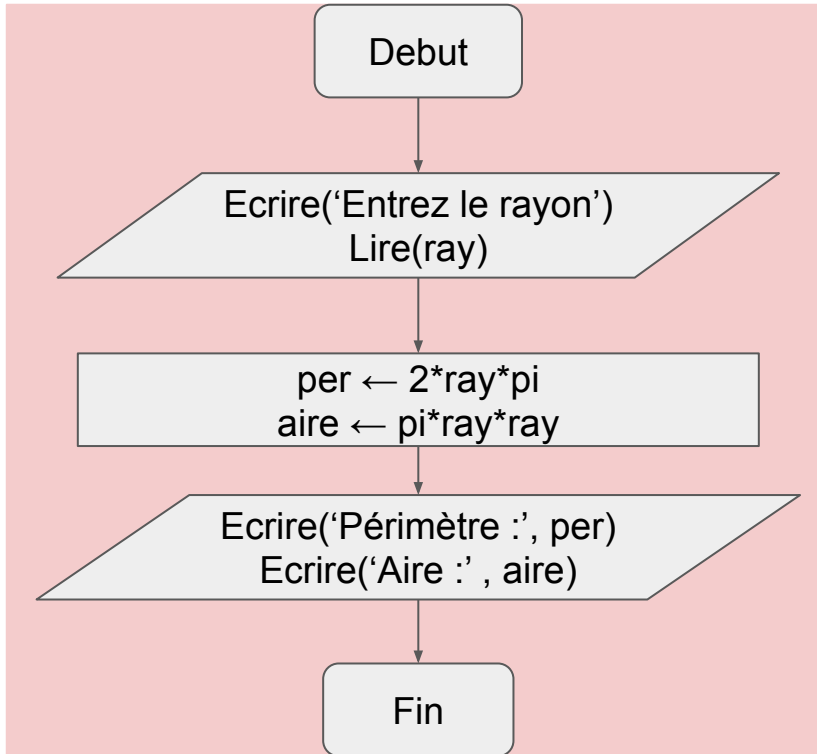 Debut
Ecrire(‘Entrez le rayon’)
Lire(ray)
per ← 2*ray*pi
aire ← pi*ray*ray
Ecrire(‘Périmètre :’, per)
Ecrire(‘Aire :’ , aire)
Fin